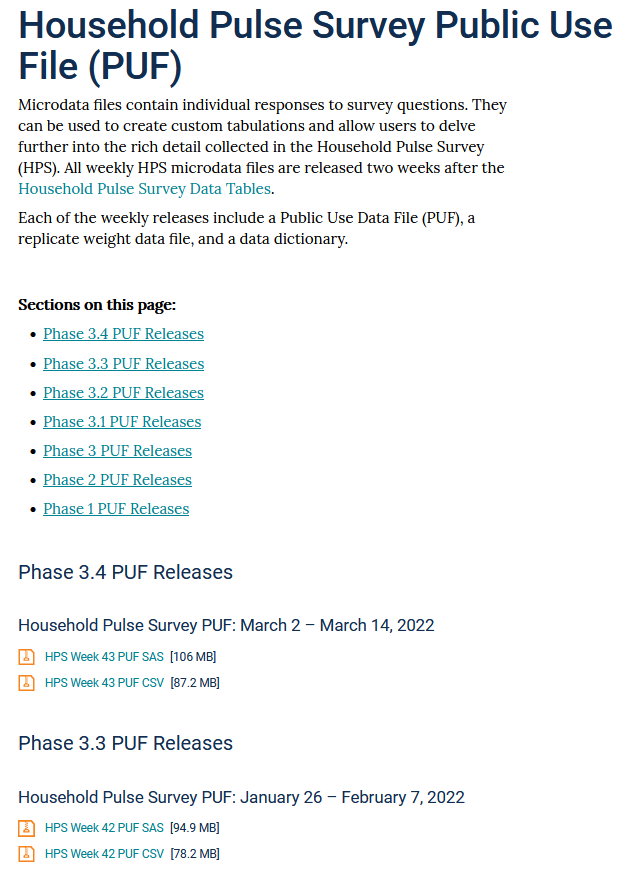 Household Pulse Survey Public Use
File (PUF)
Microdata files contain individual responses to survey questions. They
can be used to create custom tabulations and allow users to delve
further into the rich detail collected in the Household Pulse Survey
(HPS). All weekly HPS microdata files are released two weeks after the
Household Pulse Survey Data Tables.
Each of the weekly releases include a Public Use Data File (PUF), a
replicate weight data file, and a data dictionary.
Sections on this page:
• Phase 3.4 PUF Releases
• Phase 3.3 PUF Releases
• Phase 3.2 PUF Releases
• Phase 3.1 PUF Releases
• Phase 3 PUF Releases
• Phase 2 PUF Releases
• Phase 1 PUF Releases
Phase 3.4 PUF Releases
Household Pulse Survey PUF: March 2 – March 14, 2022
HPS Week 43 PUF SAS [106 MB]
HPS Week 43 PUF CSV [87.2 MB]
Phase 3.3 PUF Releases
Household Pulse Survey PUF: January 26 – February 7, 2022
HPS Week 42 PUF SAS [94.9 MB]
HPS Week 42 PUF CSV [78.2 MB]